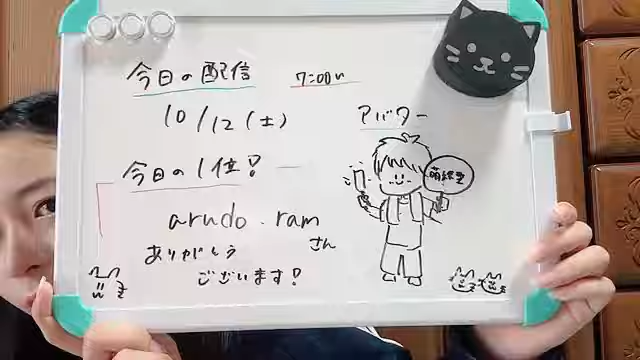 今日の配信 7:00〜
10/12(土)
アバター
今日の1位!
arudo.ram
さん
ありがとう
ございます!